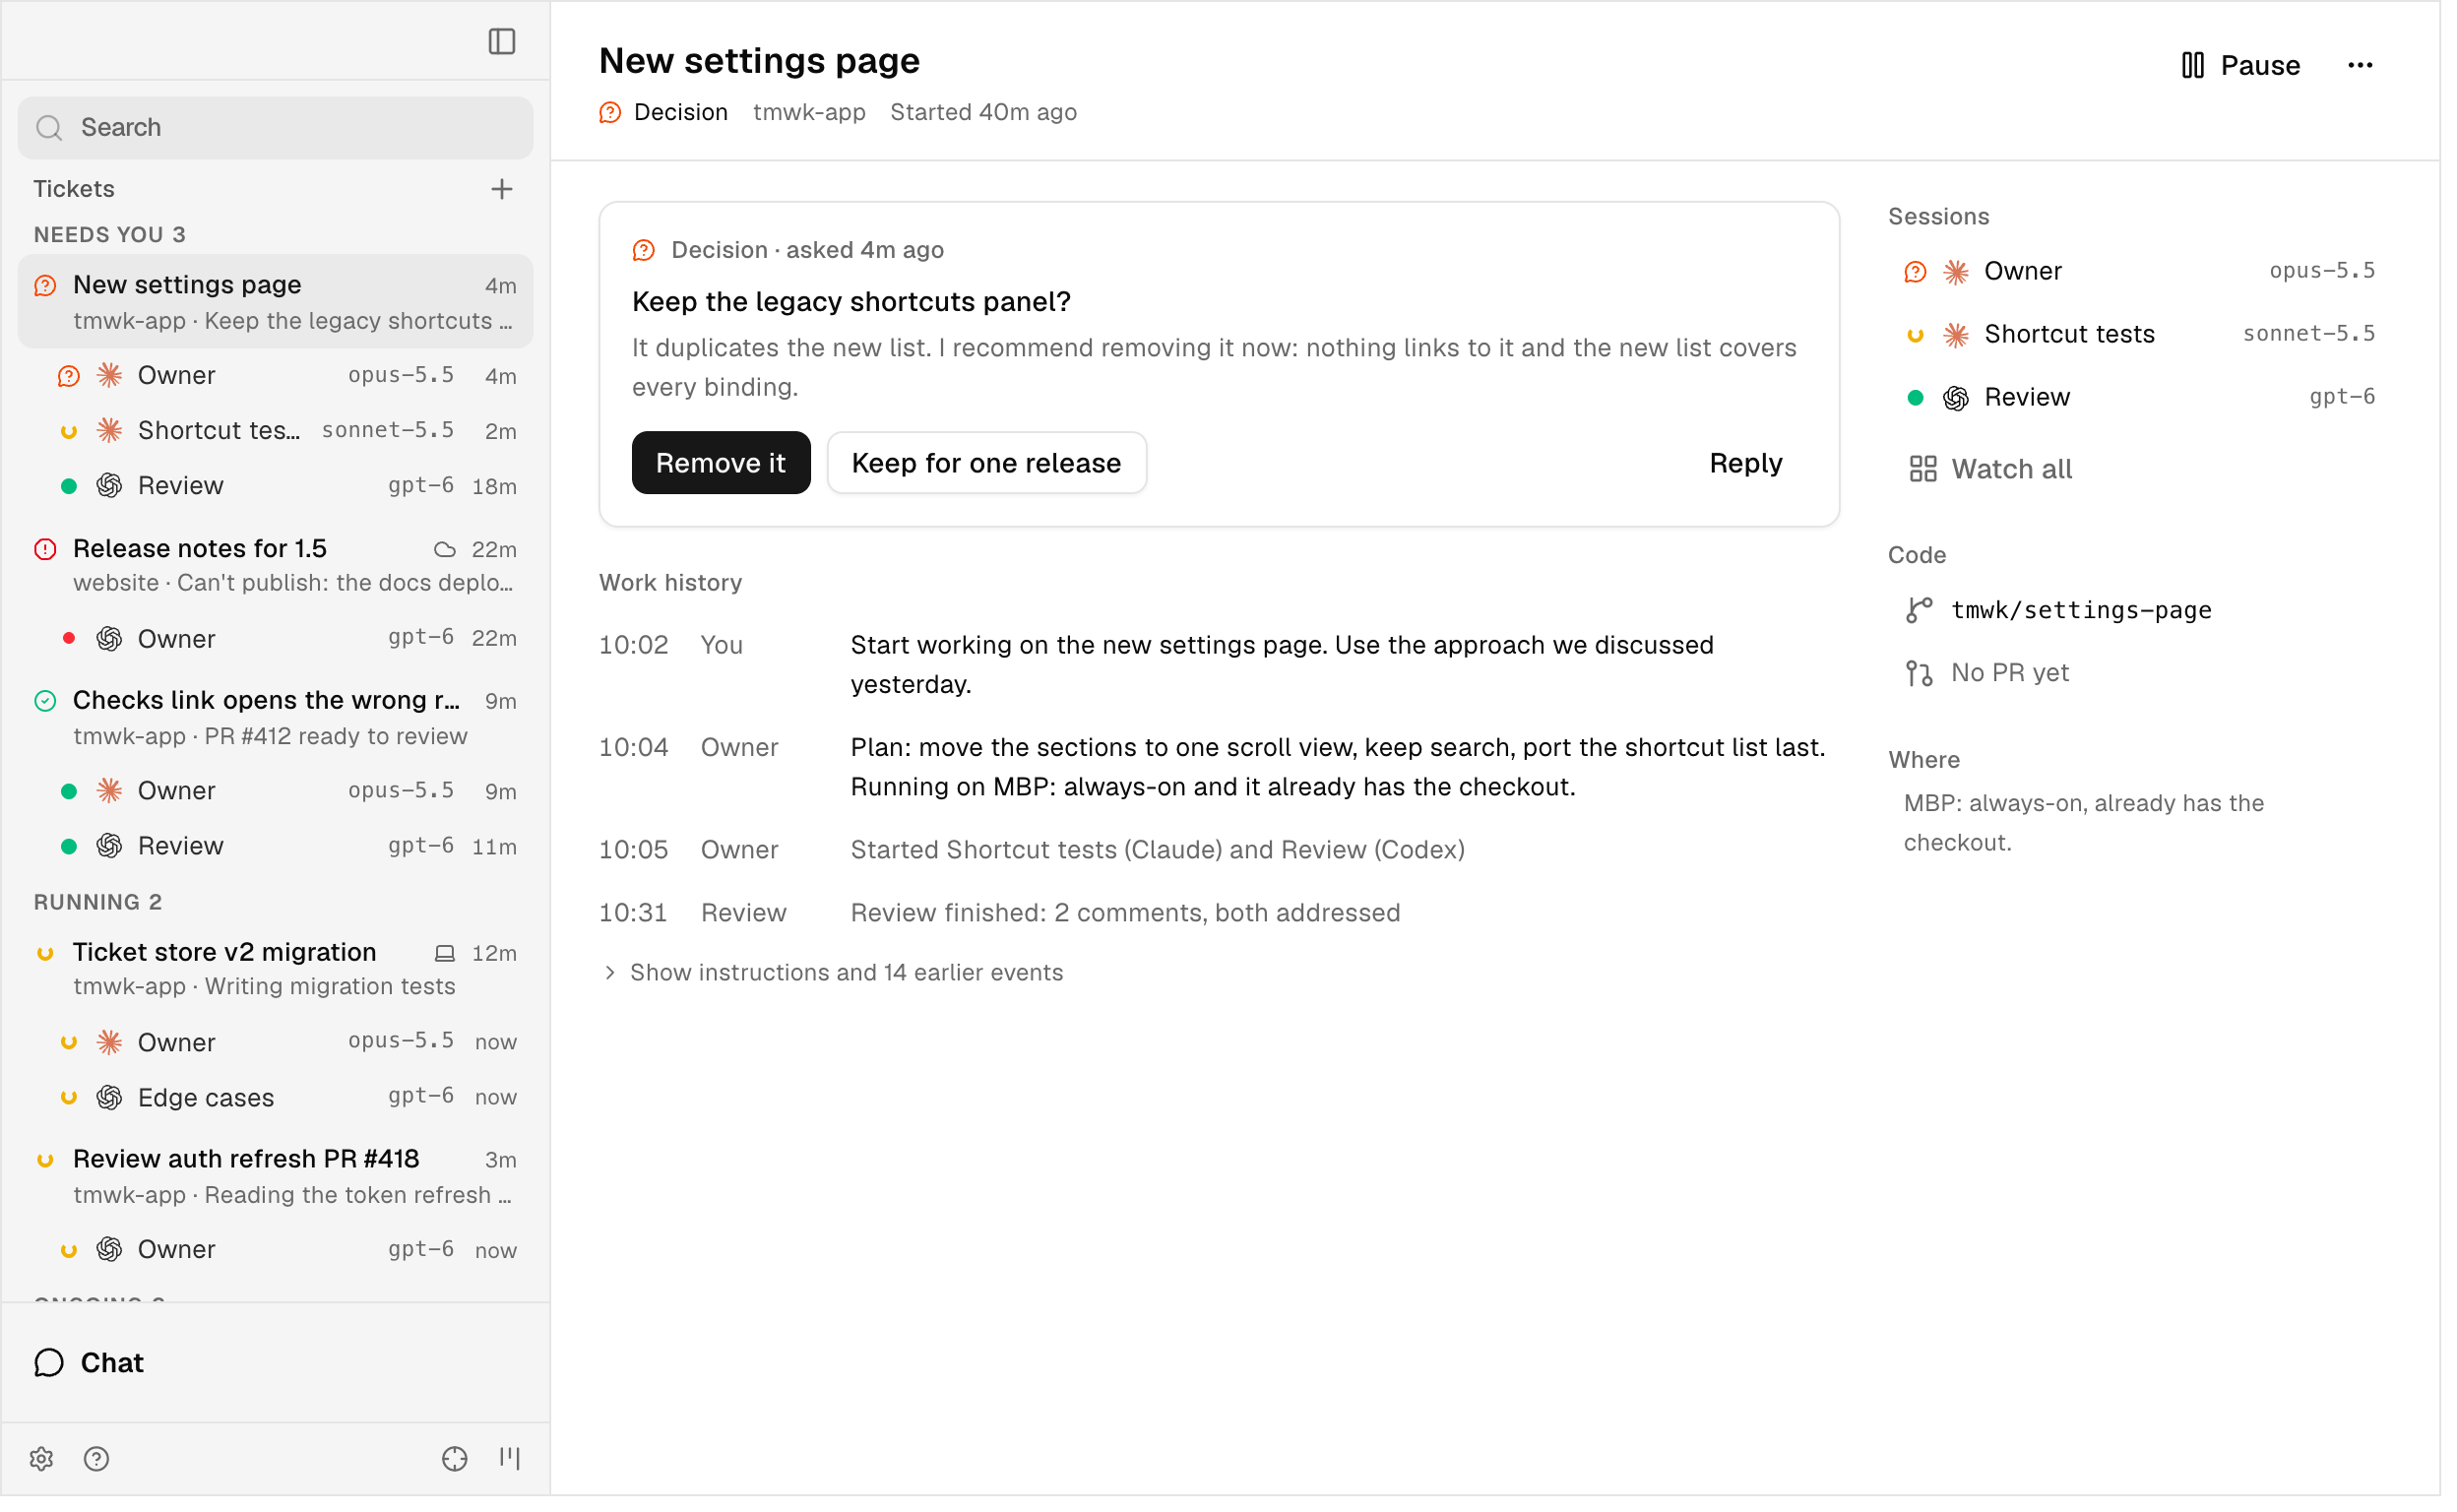 Search
Tickets
NEEDS YOU 3
New settings page 4m
tmwk-app · Keep the legacy shortcuts ...
Owner opus-5.5 4m
Shortcut tes... sonnet-5.5 2m
Review gpt-6 18m
Release notes for 1.5 22m
website · Can't publish: the docs deplo...
Owner gpt-6 22m
Checks link opens the wrong r... 9m
tmwk-app · PR #412 ready to review
Owner opus-5.5 9m
Review gpt-6 11m
RUNNING 2
Ticket store v2 migration 12m
tmwk-app · Writing migration tests
Owner opus-5.5 now
Edge cases gpt-6 now
Review auth refresh PR #418 3m
tmwk-app · Reading the token refresh ...
Owner gpt-6 now
Chat
New settings page
Decision tmwk-app Started 40m ago
Pause
Decision · asked 4m ago
Keep the legacy shortcuts panel?
It duplicates the new list. I recommend removing it now: nothing links to it and the new list covers
every binding.
Remove it Keep for one release Reply
Work history
10:02 You Start working on the new settings page. Use the approach we discussed
yesterday.
10:04 Owner Plan: move the sections to one scroll view, keep search, port the shortcut list last.
Running on MBP: always-on and it already has the checkout.
10:05 Owner Started Shortcut tests (Claude) and Review (Codex)
10:31 Review Review finished: 2 comments, both addressed
Show instructions and 14 earlier events
Sessions
Owner opus-5.5
Shortcut tests sonnet-5.5
Review gpt-6
Watch all
Code
tmwk/settings-page
No PR yet
Where
MBP: always-on, already has the
checkout.